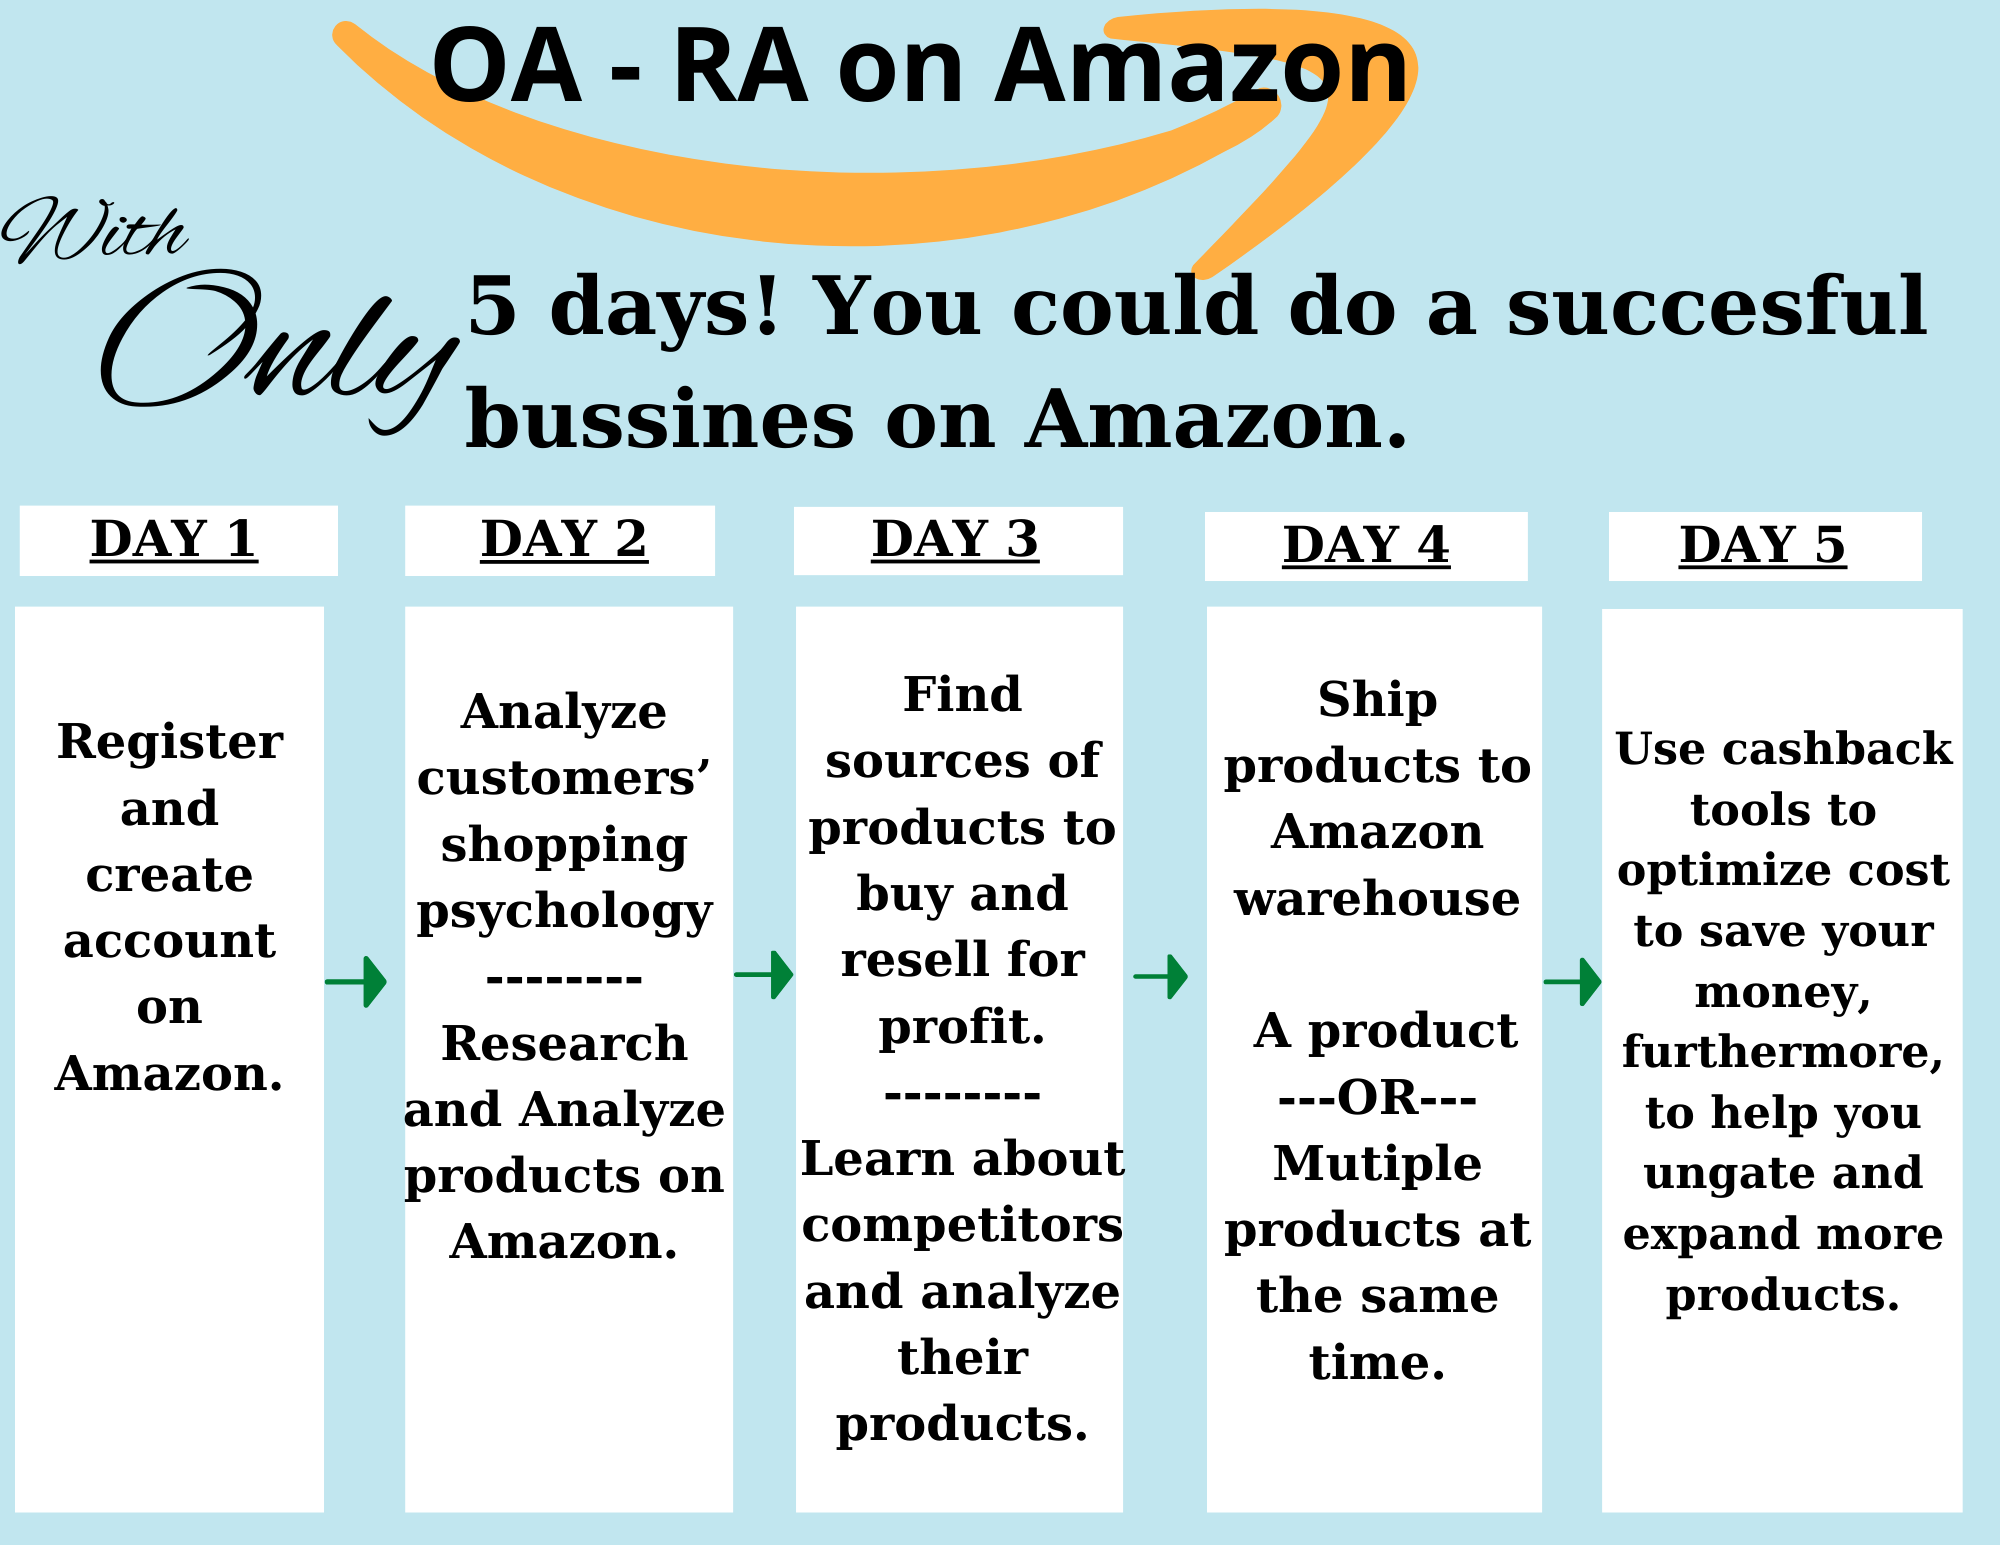 OA - RA on Amazon
With
Only
5 days! You could do a succesful
bussines on Amazon.
DAY 1
Register
and
create
account
on
Amazon.
DAY 2
Analyze
customers’
shopping
psychology
--------
Research
and Analyze
products on
Amazon.
DAY 3
Find
sources of
products to
buy and
resell for
profit.
--------
Learn about
competitors
and analyze
their
products.
DAY 4
Ship
products to
Amazon
warehouse
A product
---OR---
Mutiple
products at
the same
time.
DAY 5
Use cashback
tools to
optimize cost
to save your
money,
furthermore,
to help you
ungate and
expand more
products.